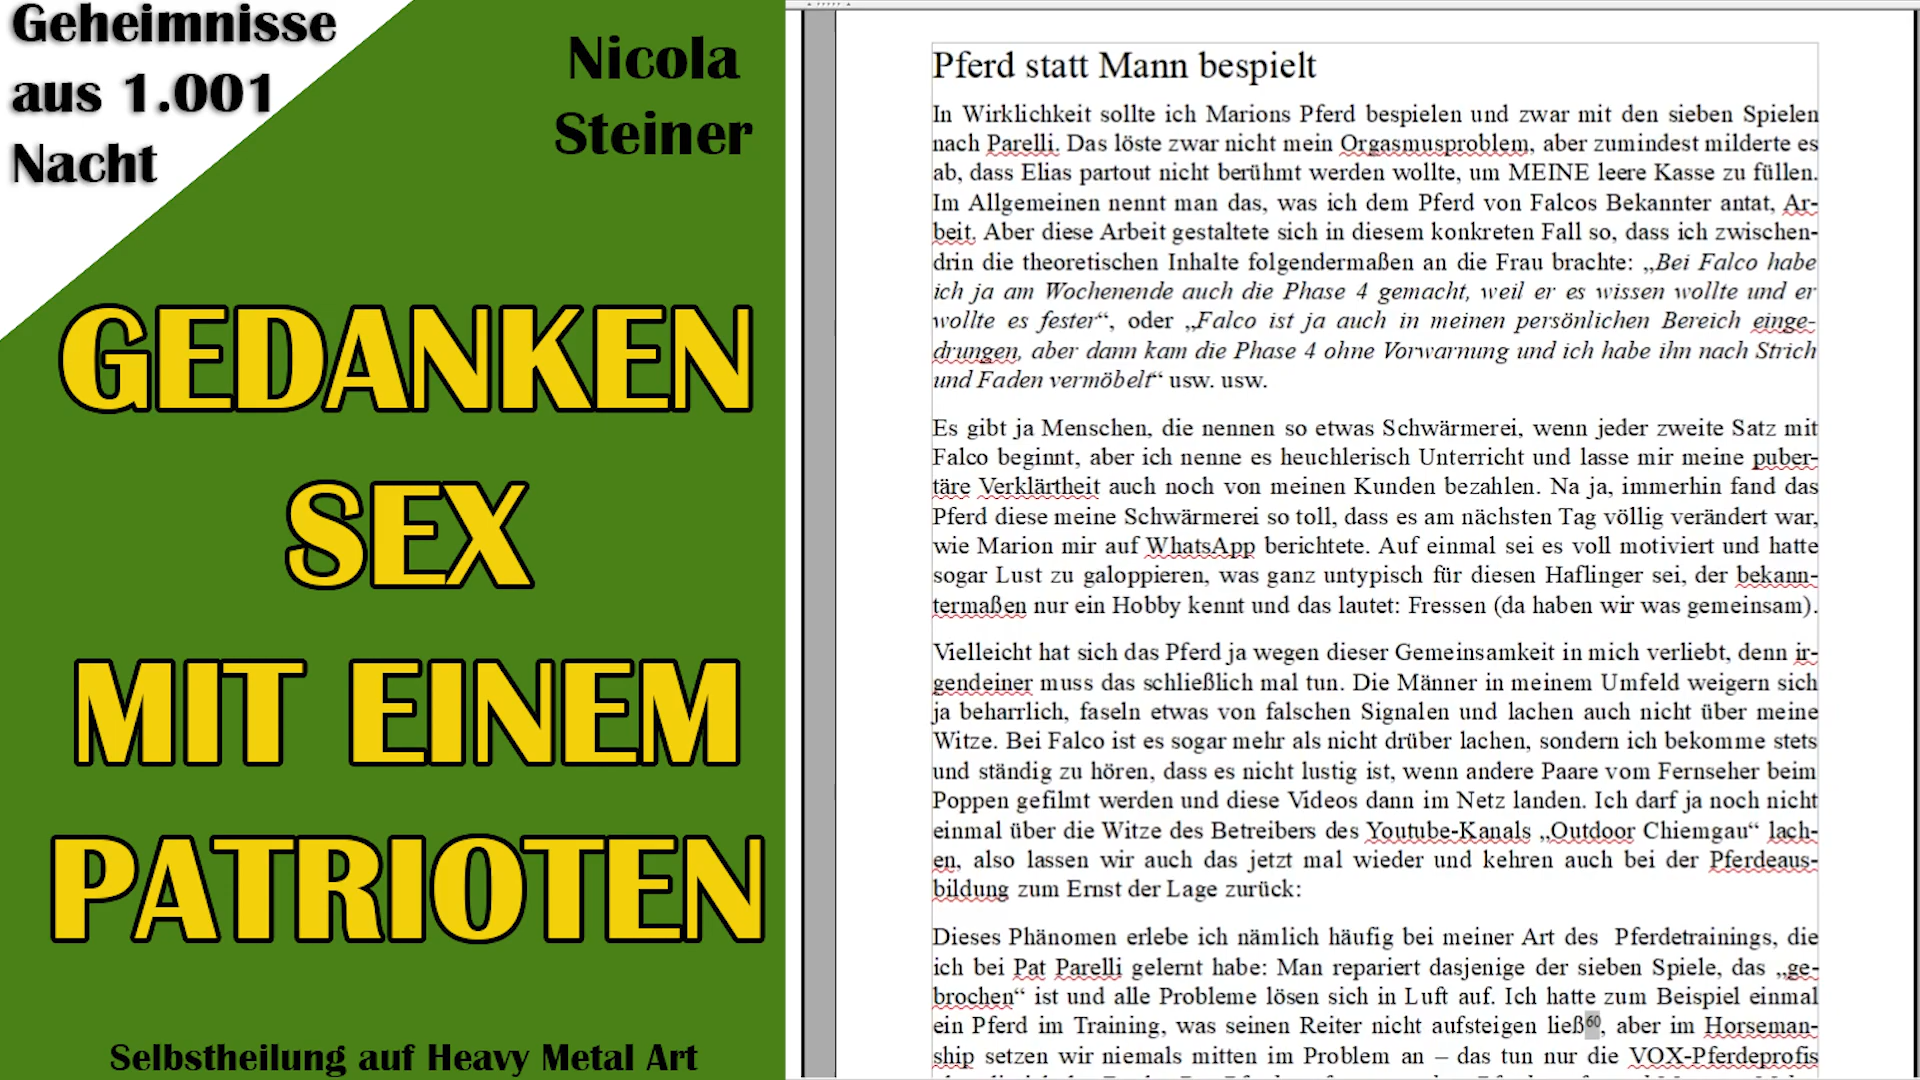 Geheimnisse
aus 1.001
Nacht
Nicola
Steiner
GEDANKEN
SEX
MIT EINEM
PATRIOTEN
Selbstheilung auf Heavy Metal Art
Pferd statt Mann bespielt
In Wirklichkeit sollte ich Marions Pferd bespielen und zwar mit den sieben Spielen
nach Parelli. Das löste zwar nicht mein Orgasmusproblem, aber zumindest milderte es
ab, dass Elias partout nicht berühmt werden wollte, um MEINE leere Kasse zu füllen.
Im Allgemeinen nennt man das, was ich dem Pferd von Falcos Bekannter antat, Ar-
beit. Aber diese Arbeit gestaltete sich in diesem konkreten Fall so, dass ich zwischen-
drin die theoretischen Inhalte folgendermaßen an die Frau brachte: „Bei Falco habe
ich ja am Wochenende auch die Phase 4 gemacht, weil er es wissen wollte und er
wollte es fester“, oder „Falco ist ja auch in meinen persönlichen Bereich einge-
drungen, aber dann kam die Phase 4 ohne Vorwarnung und ich habe ihn nach Strich
und Faden vermöbelt“ usw. usw.
Es gibt ja Menschen, die nennen so etwas Schwärmerei, wenn jeder zweite Satz mit
Falco beginnt, aber ich nenne es heuchlerisch Unterricht und lasse mir meine puber-
täre Verklärtheit auch noch von meinen Kunden bezahlen. Na ja, immerhin fand das
Pferd diese meine Schwärmerei so toll, dass es am nächsten Tag völlig verändert war,
wie Marion mir auf WhatsApp berichtete. Auf einmal sei es voll motiviert und hatte
sogar Lust zu galoppieren, was ganz untypisch für diesen Haflinger sei, der bekann-
termaßen nur ein Hobby kennt und das lautet: Fressen (da haben wir was gemeinsam).
Vielleicht hat sich das Pferd ja wegen dieser Gemeinsamkeit in mich verliebt, denn ir-
gendeiner muss das schließlich mal tun. Die Männer in meinem Umfeld weigern sich
ja beharrlich, faseln etwas von falschen Signalen und lachen auch nicht über meine
Witze. Bei Falco ist es sogar mehr als nicht drüber lachen, sondern ich bekomme stets
und ständig zu hören, dass es nicht lustig ist, wenn andere Paare vom Fernseher beim
Poppen gefilmt werden und diese Videos dann im Netz landen. Ich darf ja noch nicht
einmal über die Witze des Betreibers des Youtube-Kanals „Outdoor Chiemgau“ lach-
en, also lassen wir auch das jetzt mal wieder und kehren auch bei der Pferdeaus-
bildung zum Ernst der Lage zurück:
Dieses Phänomen erlebe ich nämlich häufig bei meiner Art des Pferdetrainings, die
ich bei Pat Parelli gelernt habe: Man repariert dasjenige der sieben Spiele, das „ge-
brochen“ ist und alle Probleme lösen sich in Luft auf. Ich hatte zum Beispiel einmal
ein Pferd im Training, was seinen Reiter nicht aufsteigen ließ60, aber im Horseman-
ship setzen wir niemals mitten im Problem an – das tun nur die VOX-Pferdeprofis